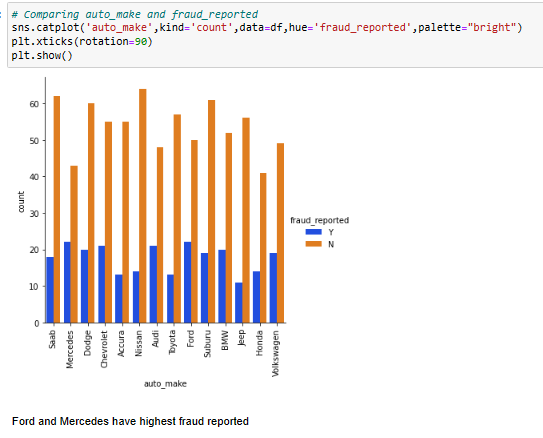 # Comparing auto_make and fraud_reported
sns.catplot('auto_make',kind='count',data=df,hue='fraud_reported',palette="bright")
plt.xticks(rotation=90)
plt.show()
60
50
40
30
20
10
0
count
fraud_reported
Y
N
Saab
Mercedes
Dodge
Chevrolet
Accura
Nissan
Audi
Toyota
Ford
Suburu
BMW
Jeep
Honda
Volkswagen
auto_make
Ford and Mercedes have highest fraud reported